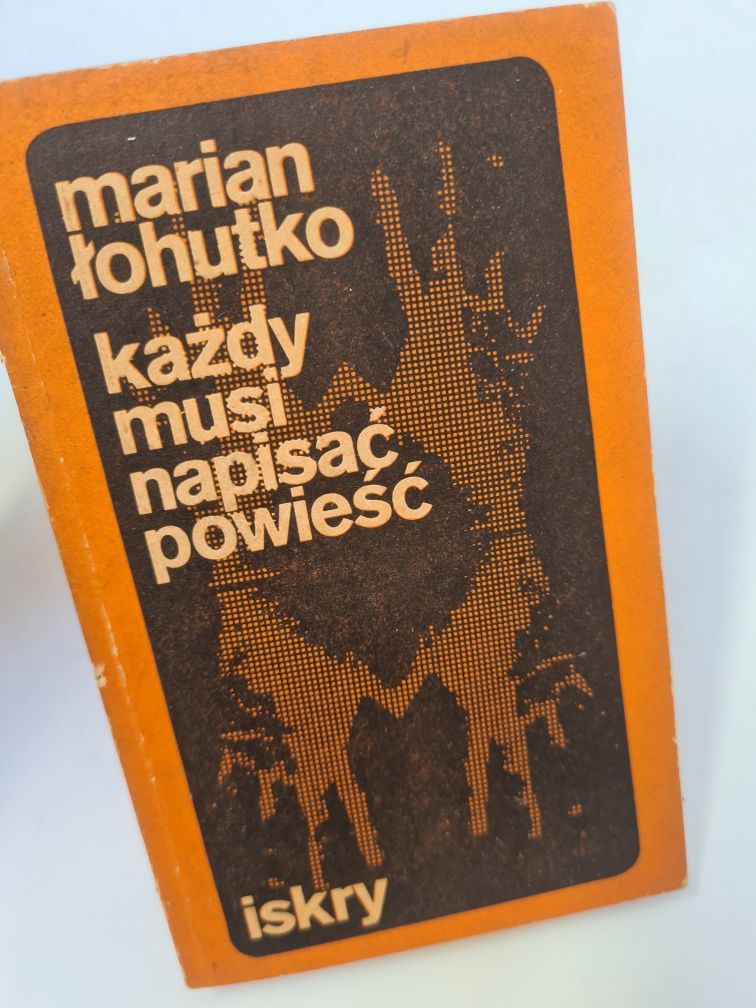 marian
łohutko
każdy
musi
napisać
powieść
iskry